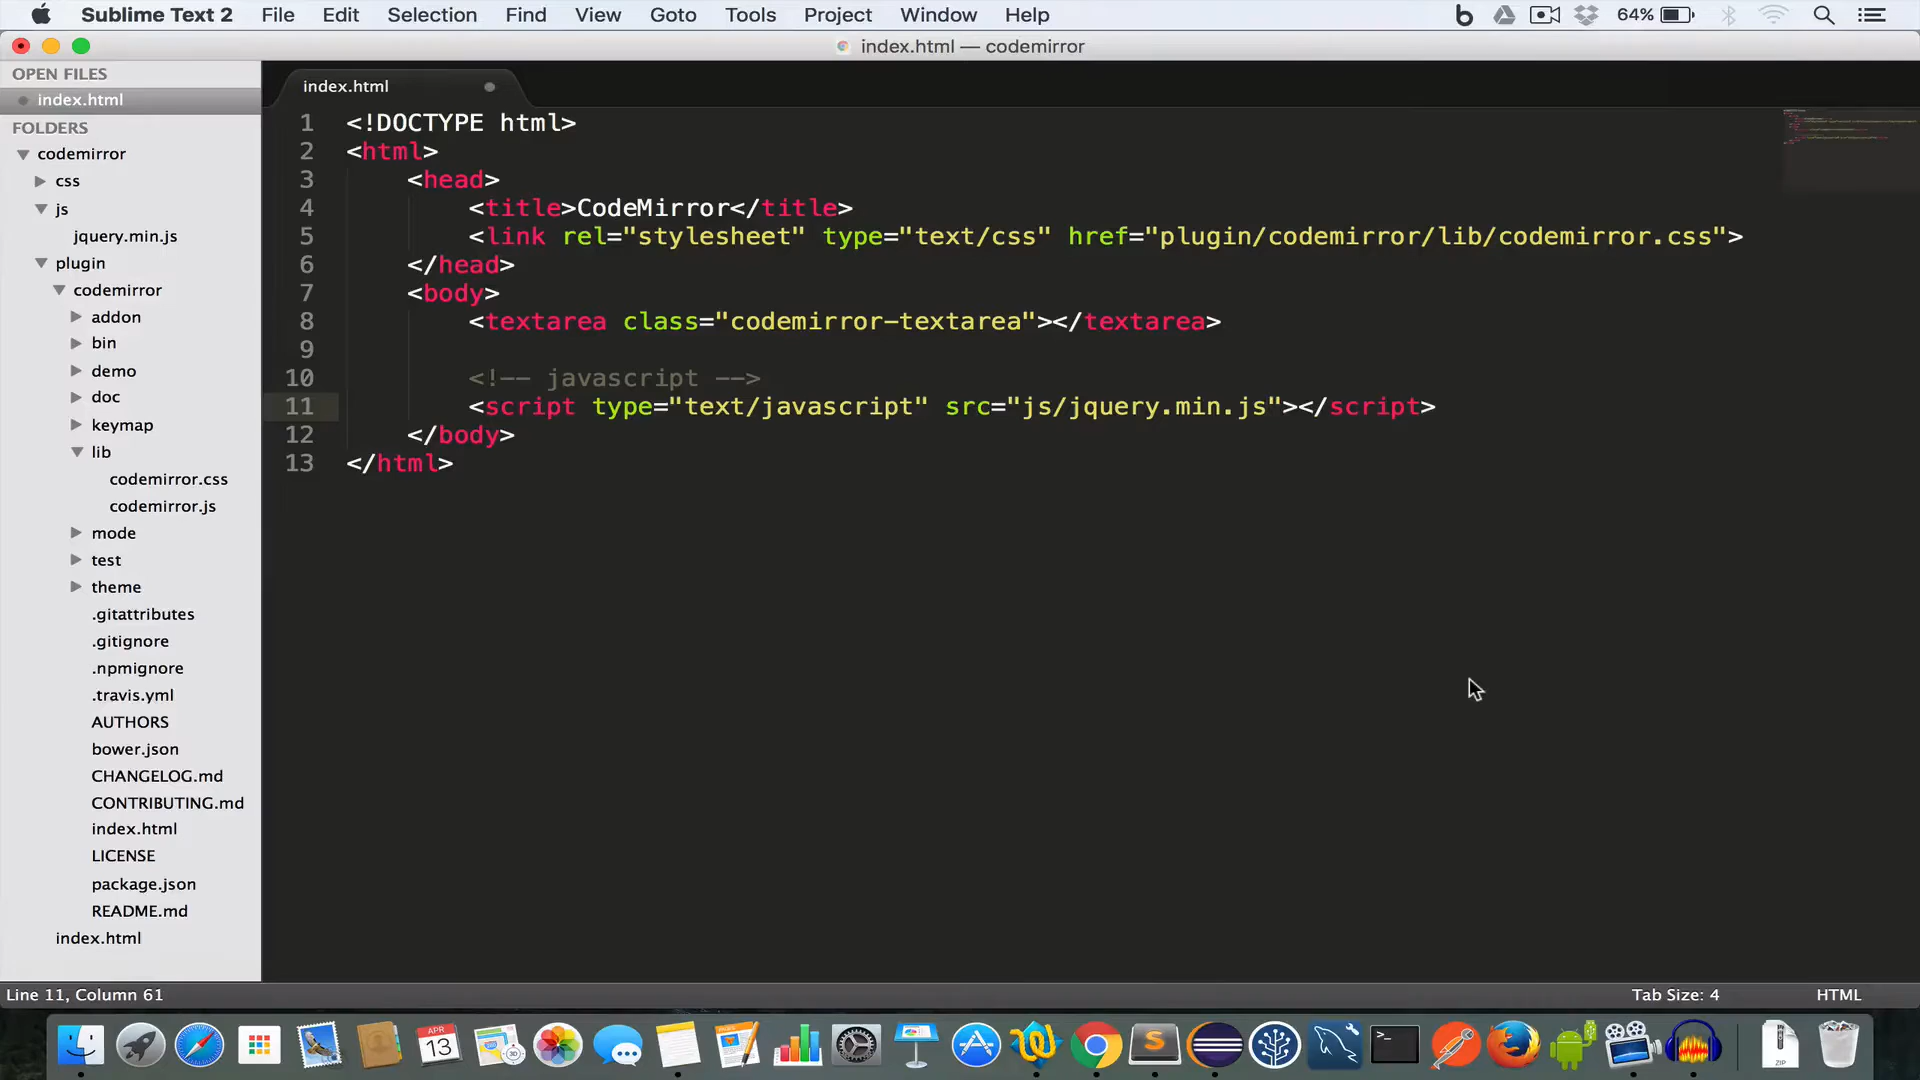 Sublime Text 2 File Edit Selection Find View Goto Tools Project Window Help 64%
index.html — codemirror
OPEN FILES
index.html
FOLDERS
codemirror
css
js
jquery.min.js
plugin
codemirror
addon
bin
demo
doc
keymap
lib
codemirror.css
codemirror.js
mode
test
theme
.gitattributes
.gitignore
.npmignore
.travis.yml
AUTHORS
bower.json
CHANGELOG.md
CONTRIBUTING.md
index.html
LICENSE
package.json
README.md
index.html
index.html
1 <!DOCTYPE html>
2 <html>
3 <head>
4 <title>CodeMirror</title>
5 <link rel="stylesheet" type="text/css" href="plugin/codemirror/lib/codemirror.css">
6 </head>
7 <body>
8 <textarea class="codemirror-textarea"></textarea>
9
10 <!-- javascript -->
11 <script type="text/javascript" src="js/jquery.min.js"></script>
12 </body>
13 </html>
Line 11, Column 61 Tab Size: 4 HTML
APR
13
ZIP